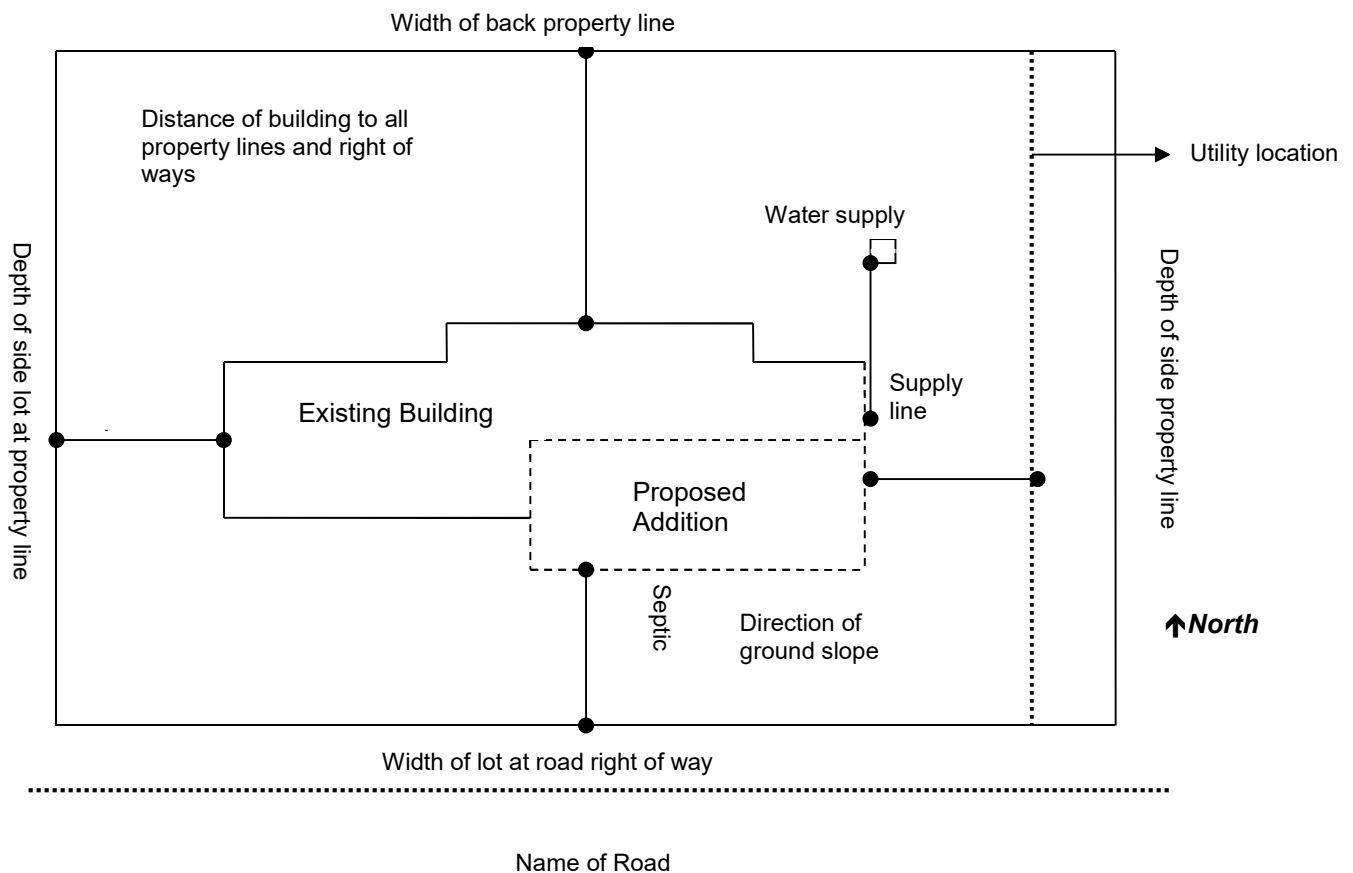 Width of back property line
Distance of building to all
property lines and right of
ways
Utility location
Water supply
Depth of side lot at property line
Depth of side property line
Supply
line
Existing Building
Proposed
Addition
Septic
Direction of
ground slope
North
Width of lot at road right of way
Name of Road